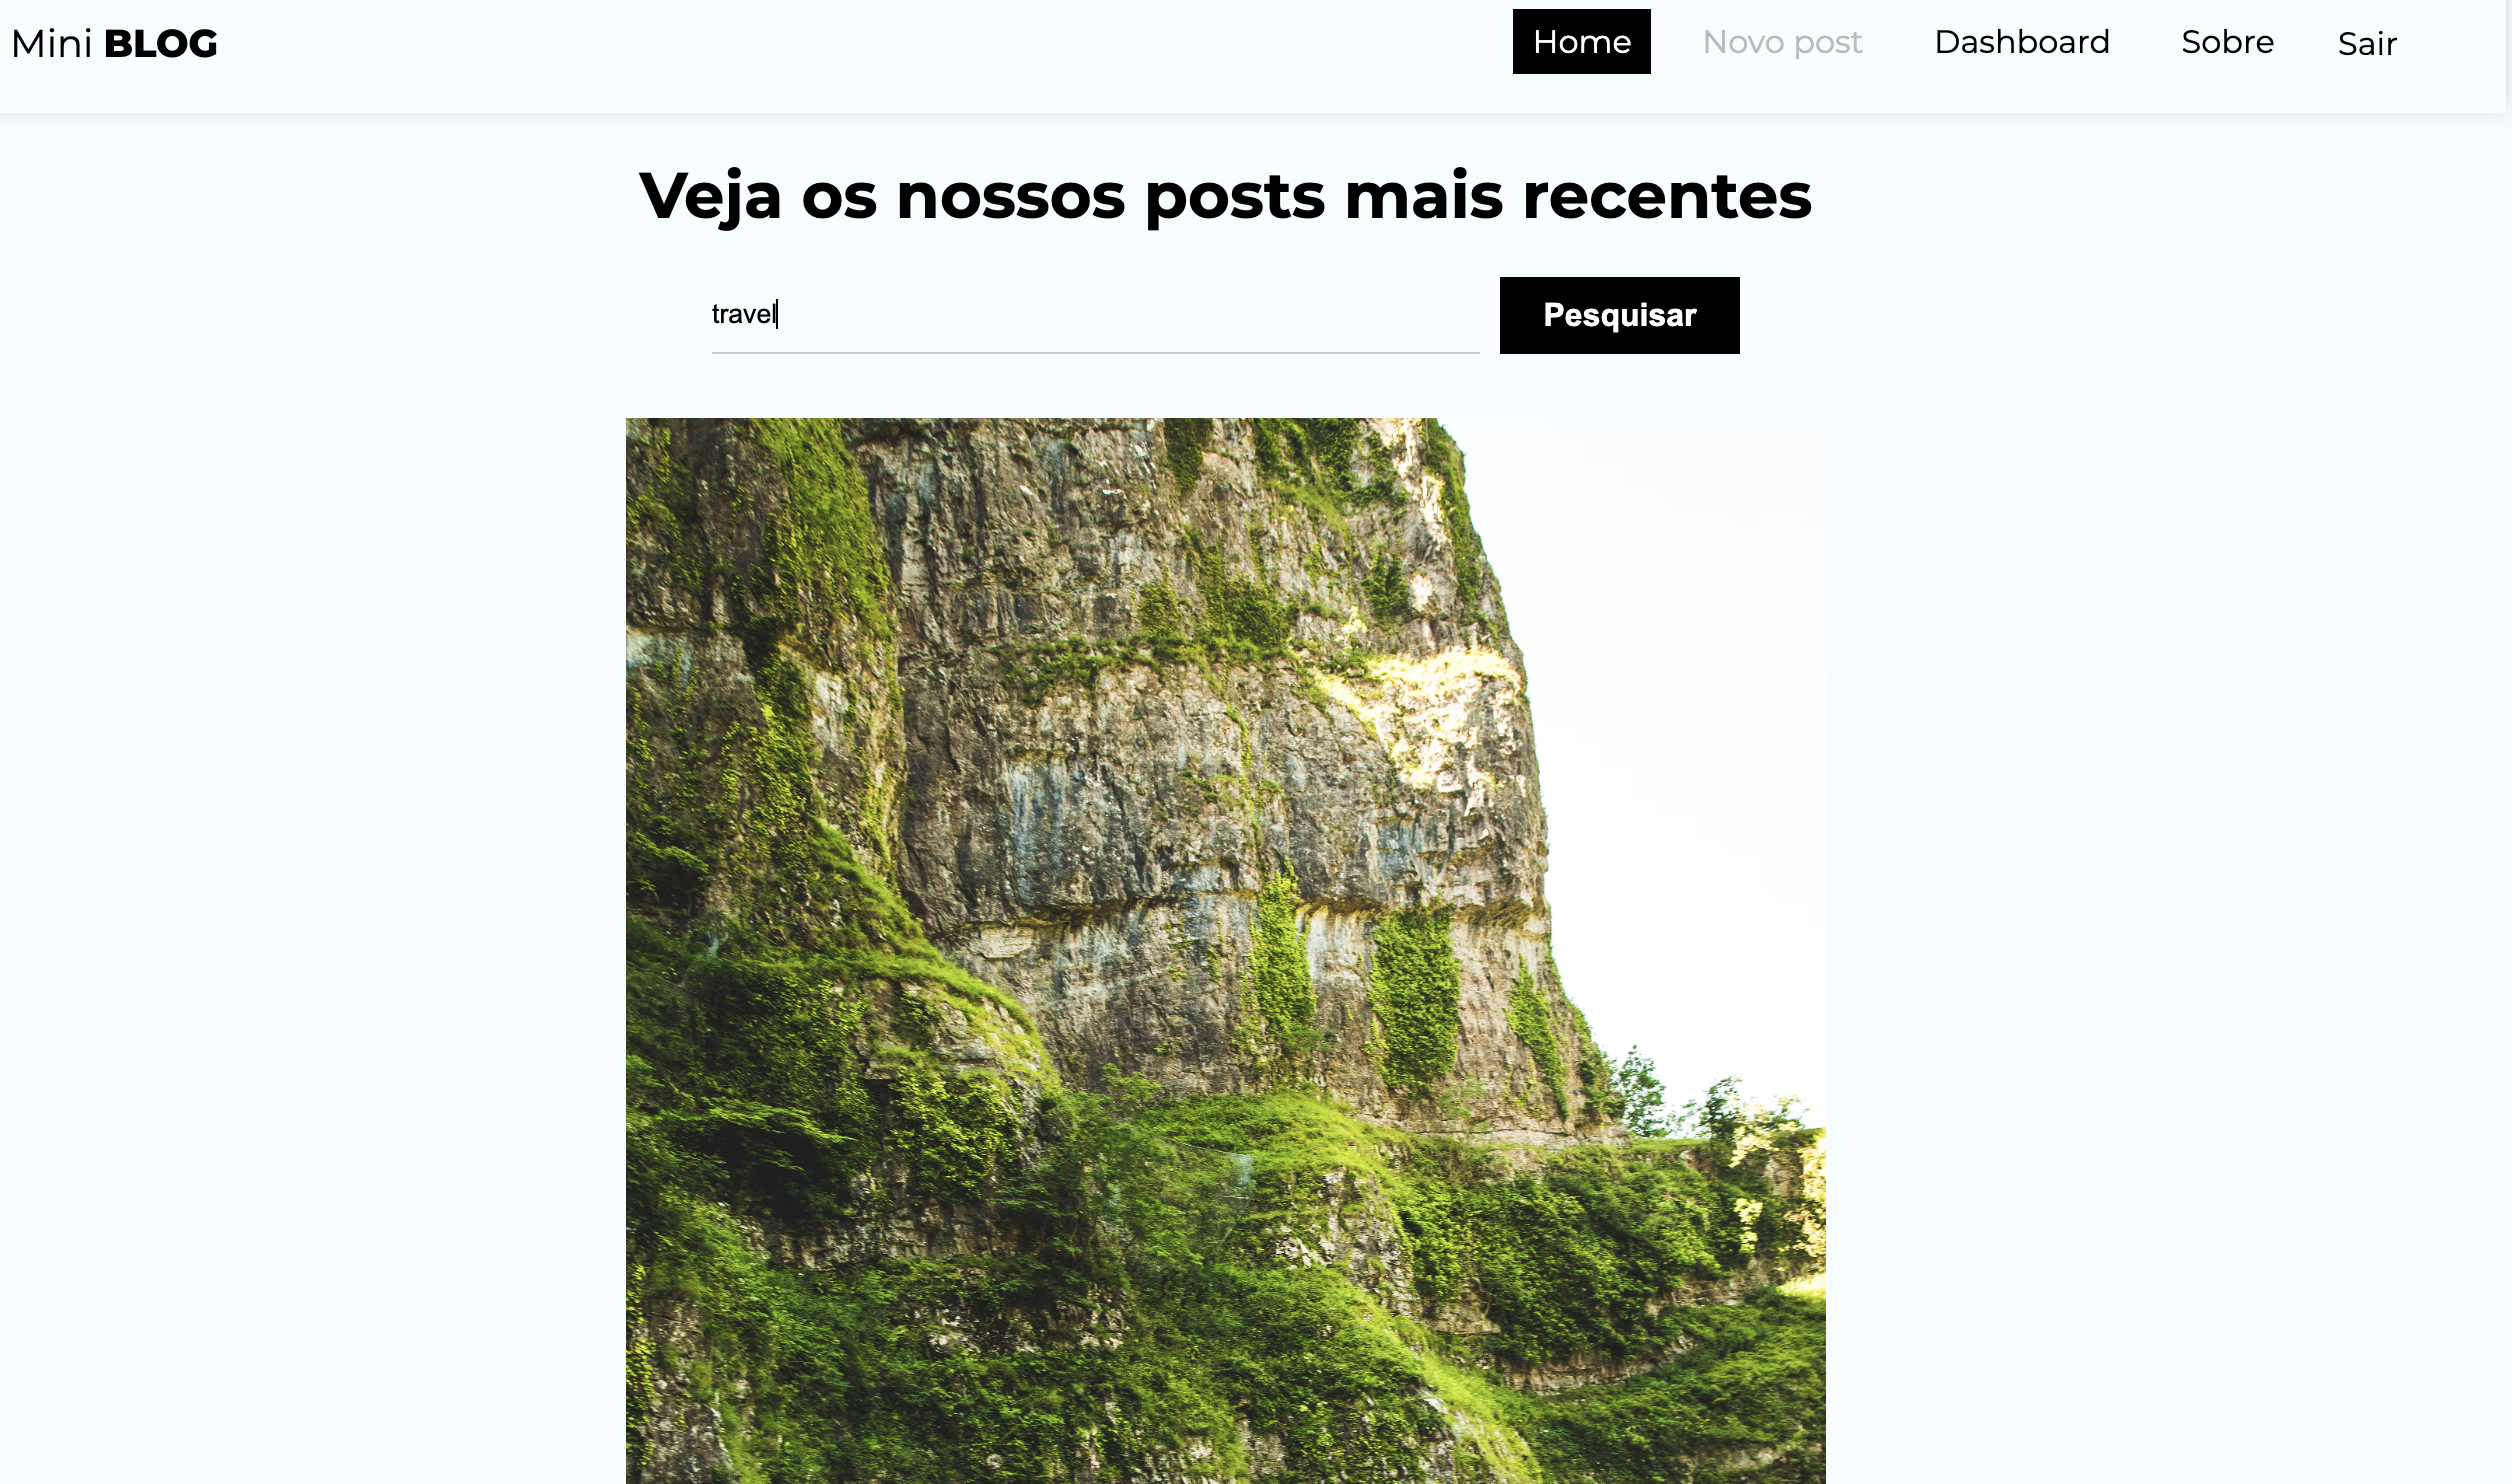 Mini BLOG
Home Novo post Dashboard Sobre Sair
Veja os nossos posts mais recentes
travel
Pesquisar